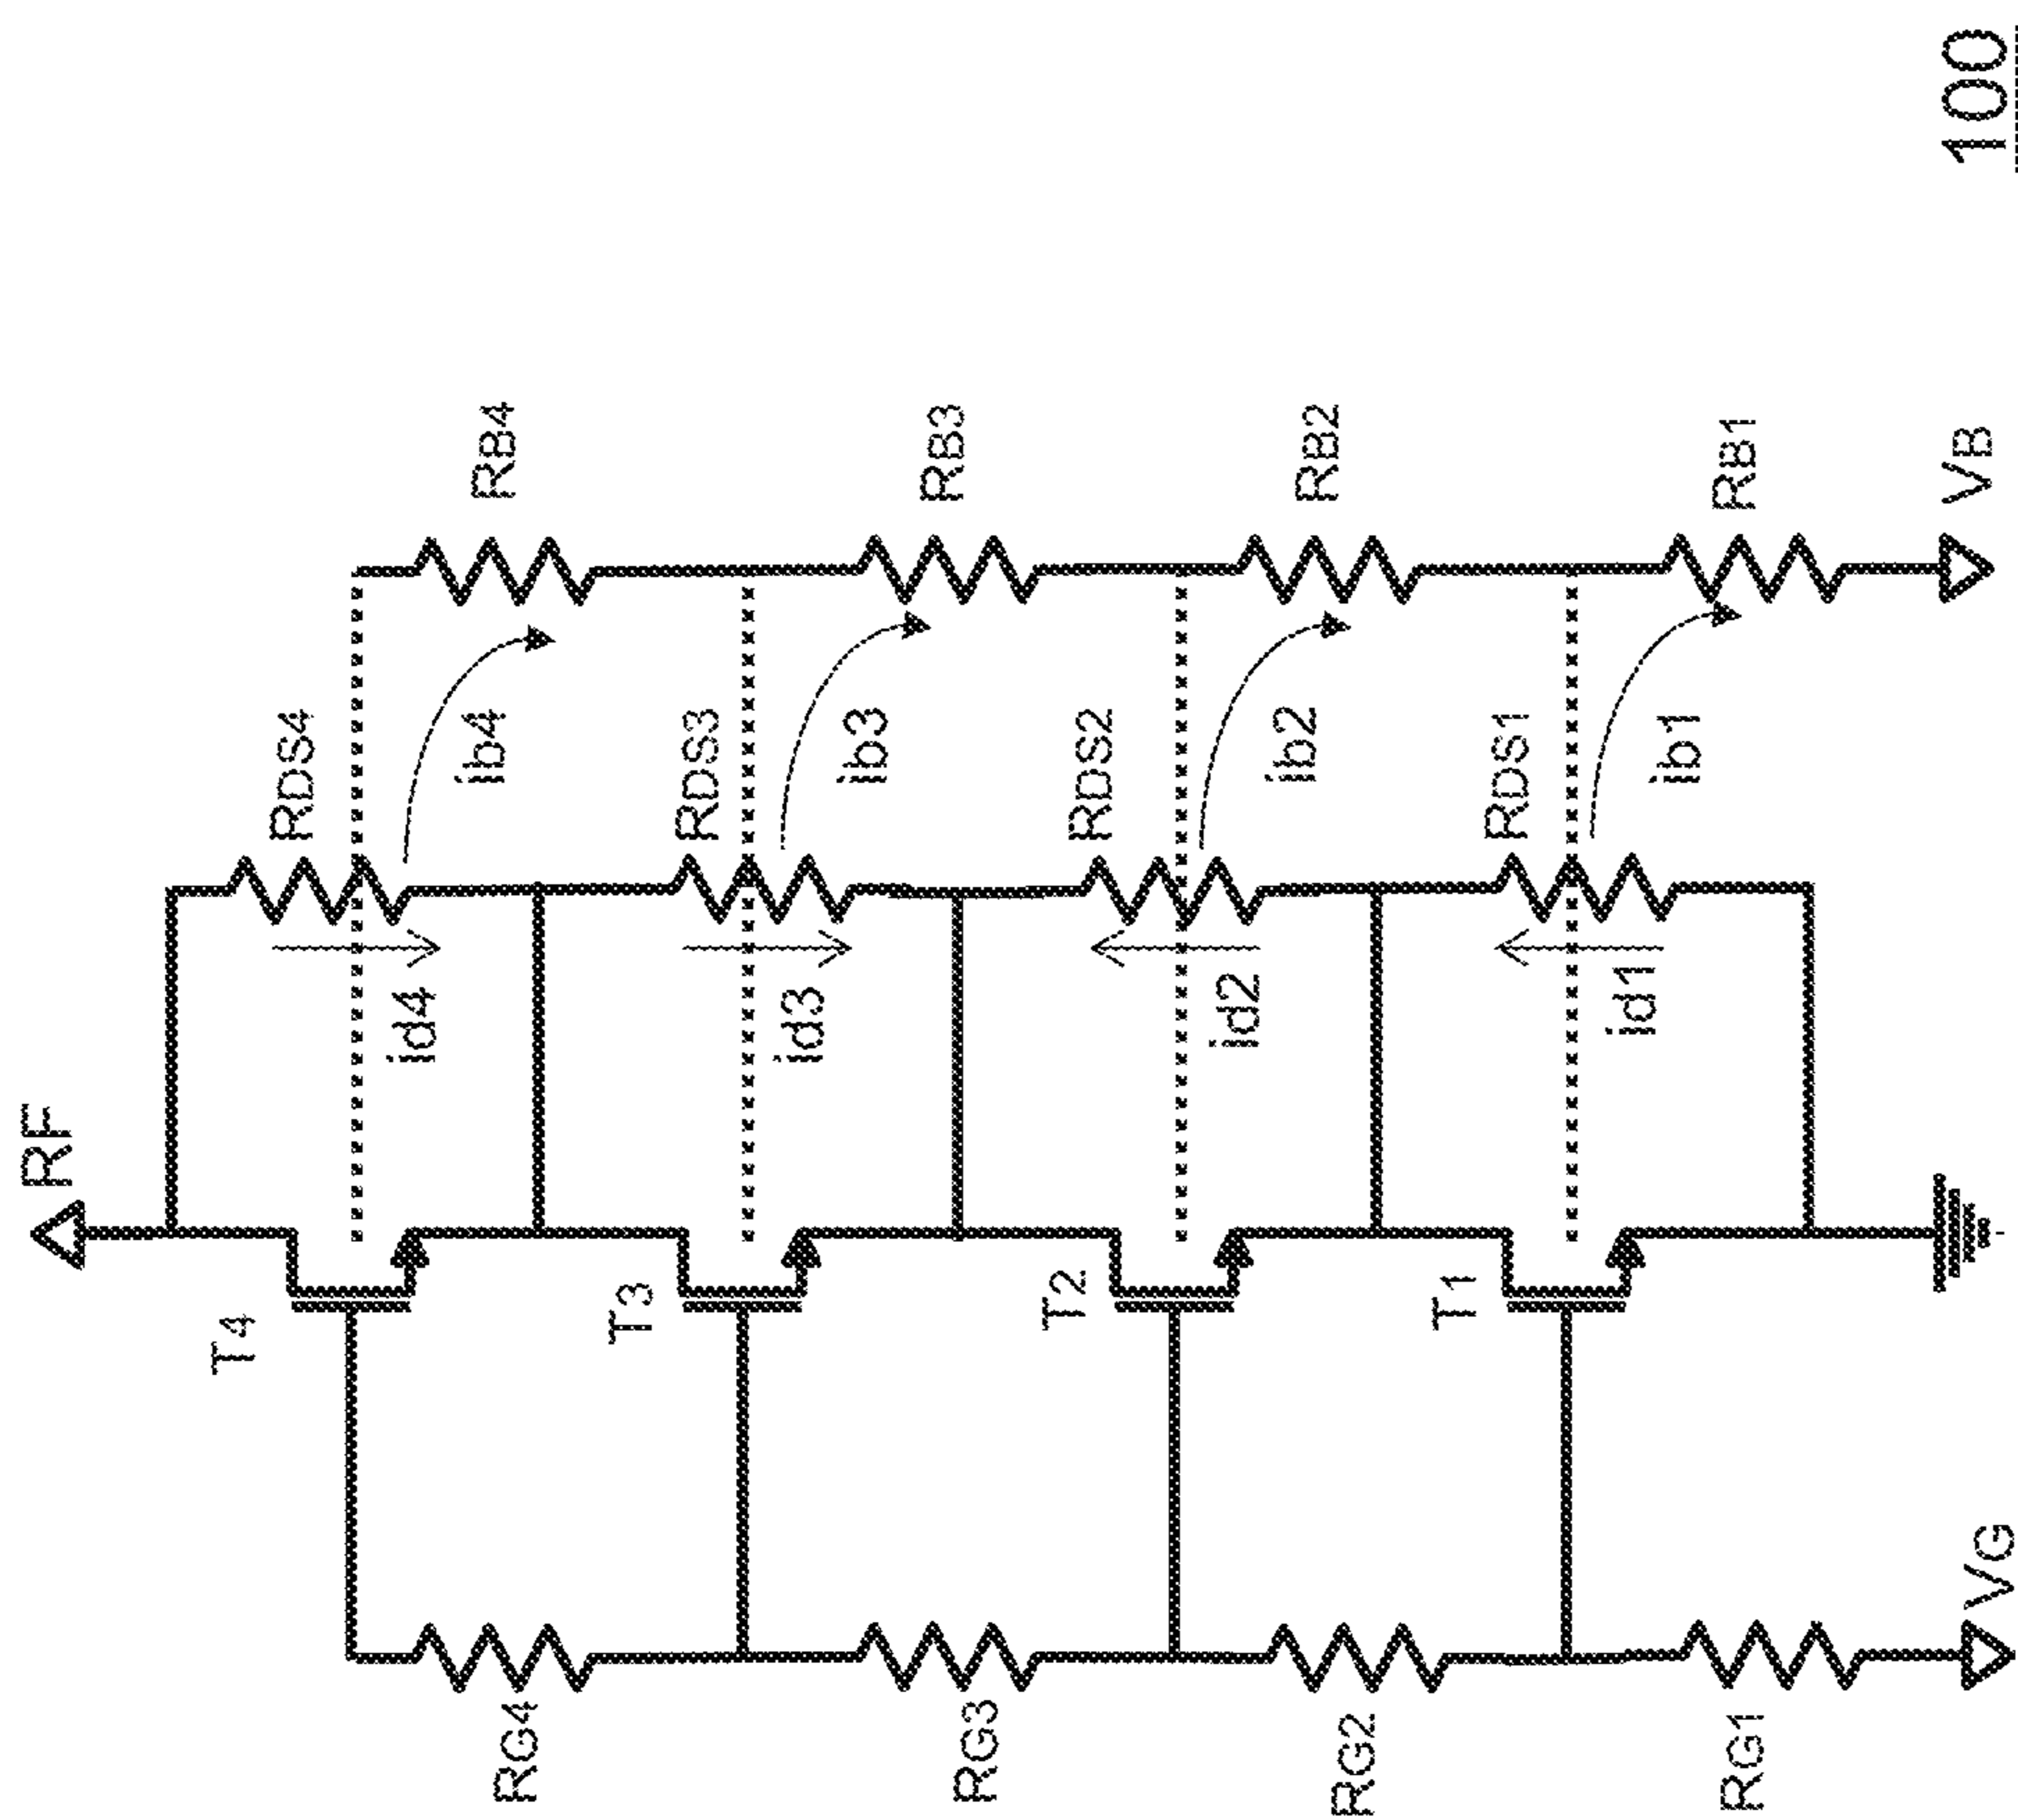 RF
T4
RDS4
id4
ib4
RB4
RG4
T3
RDS3
id3
ib3
RB3
RG3
T2
RDS2
id2
ib2
RB2
RG2
T1
RDS1
id1
ib1
RB1
RG1
VG
VB
100